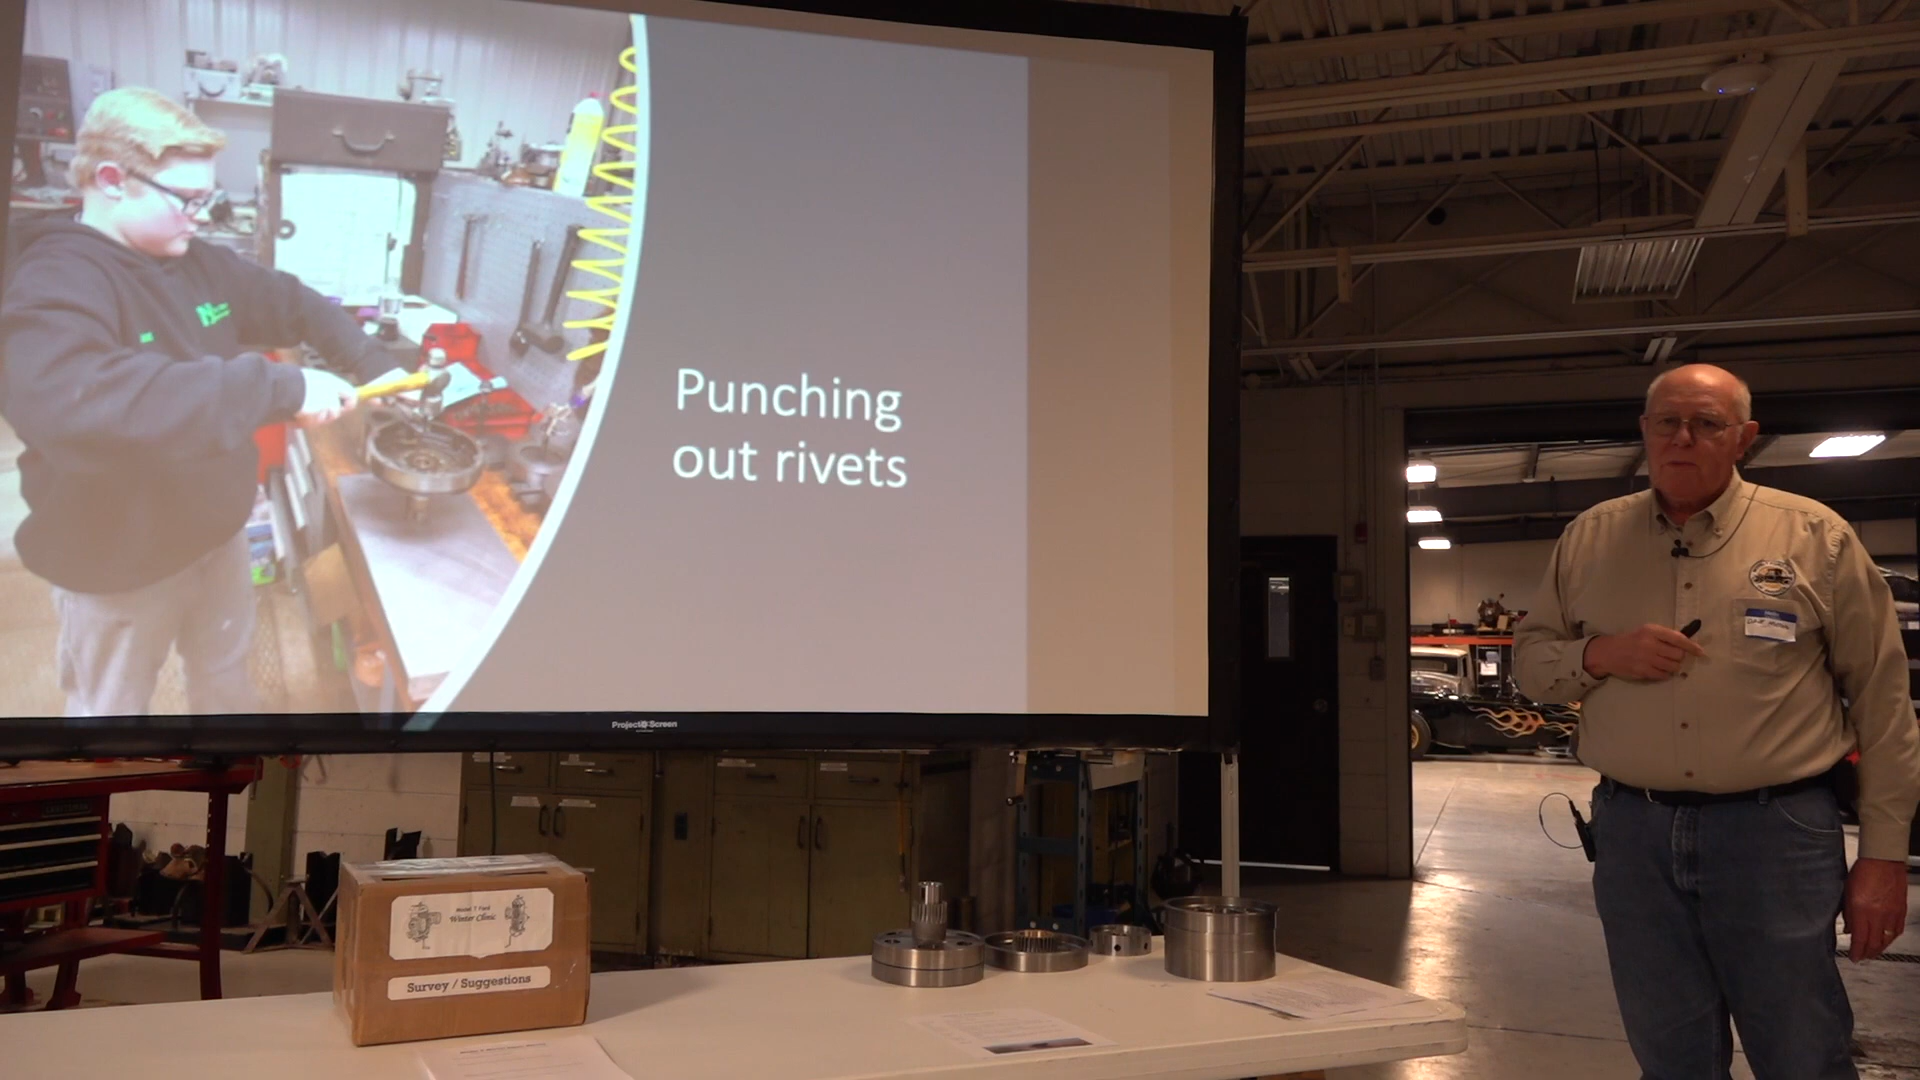 Punching
out rivets
Project Screen
Model T Ford
Winter Clinic
Survey / Suggestions